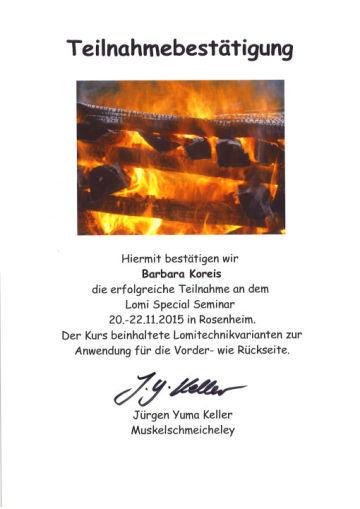 Teilnahmebestätigung
Hiermit bestätigen wir
Barbara Koreis
die erfolgreiche Teilnahme an dem
Lomi Special Seminar
20.-22.11.2015 in Rosenheim.
Der Kurs beinhaltete Lomitechnikvarianten zur
Anwendung für die Vorder- wie Rückseite.
J.y. Keller
Jürgen Yuma Keller
Muskelschmeicheley